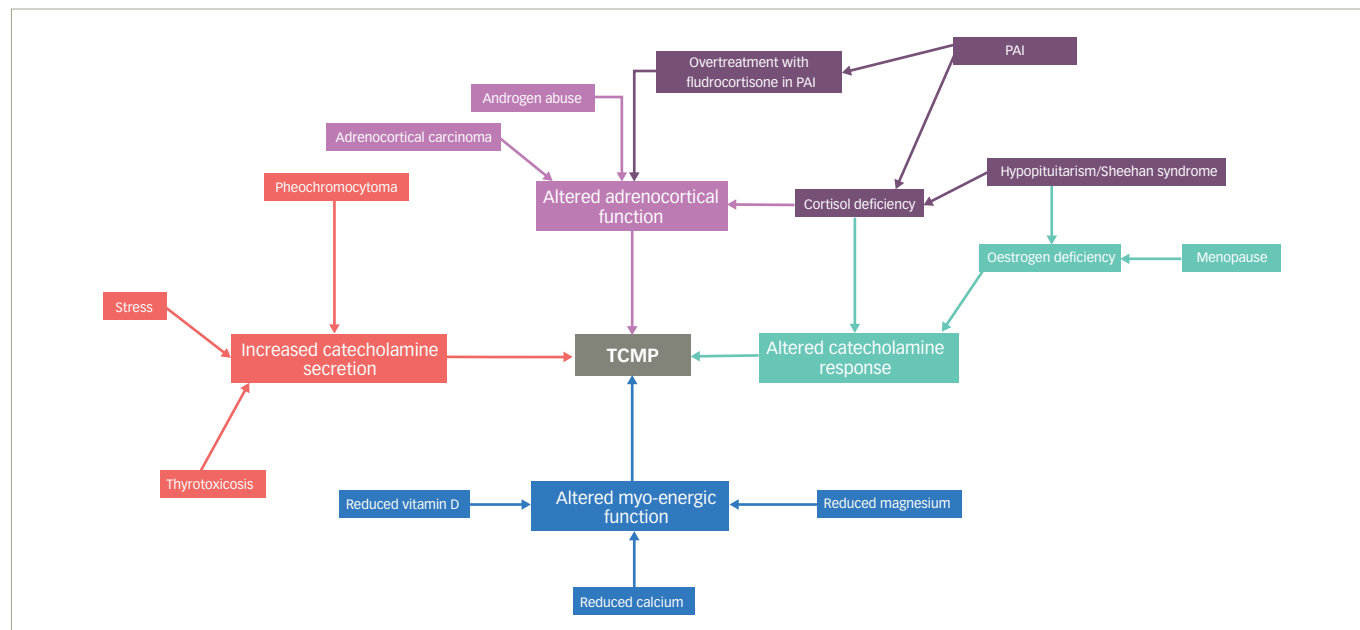 PAI
Overtreatment with
fludrocortisone in PAI
Androgen abuse
Adrenocortical carcinoma
Pheochromocytoma
Hypopituitarism/Sheehan syndrome
Altered adrenocortical
function
Cortisol deficiency
Oestrogen deficiency
Menopause
Stress
Increased catecholamine
secretion
TCMP
Altered catecholamine
response
Thyrotoxicosis
Reduced vitamin D
Altered myo-energic
function
Reduced magnesium
Reduced calcium